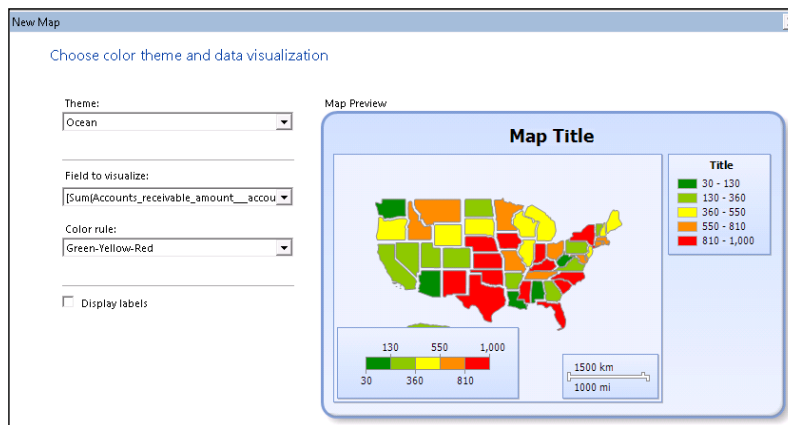 New Map
Choose color theme and data visualization
Theme:
Ocean
Field to visualize:
[Sum(Accounts_receivable_amount__accou
Color rule:
Green-Yellow-Red
Display labels
Map Preview
Map Title
Title
30 - 130
130 - 360
360 - 550
550 - 810
810 - 1,000
130 550 1,000
30 360 810
1500 km
1000 mi